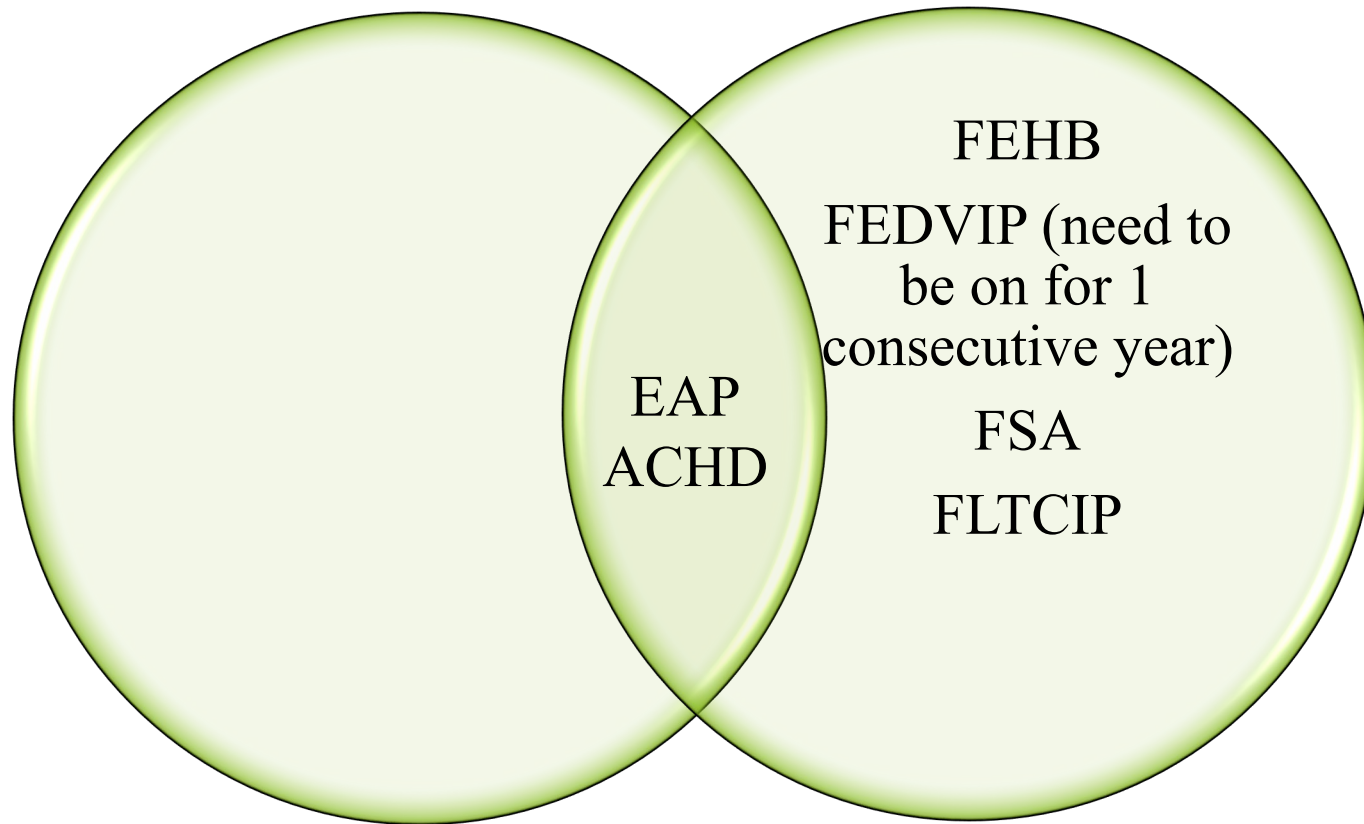 FEHB
FEDVIP (need to
be on for 1
consecutive year)
FSA
FLTCIP
EAP
ACHD